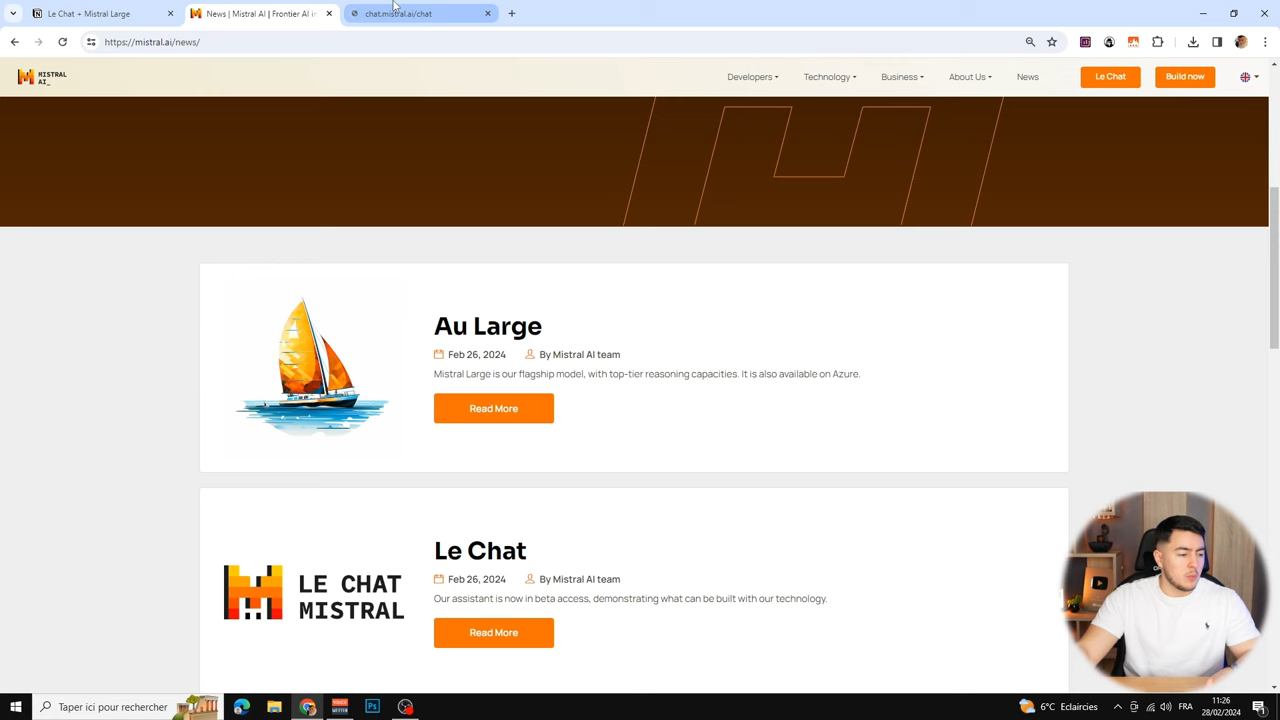 Le Chat + Mistral Large
News | Mistral AI | Frontier AI in
chat.mistral.ai/chat
https://mistral.ai/news/
MISTRAL
AI_
Developers
Technology
Business
About Us
News
Le Chat
Build now
Au Large
Feb 26, 2024
By Mistral AI team
Mistral Large is our flagship model, with top-tier reasoning capacities. It is also available on Azure.
Read More
LE CHAT
MISTRAL
Le Chat
Feb 26, 2024
By Mistral AI team
Our assistant is now in beta access, demonstrating what can be built with our technology.
Read More
Taper ici pour rechercher
Ps
Eclaircies
FRA
11:26
28/02/2024